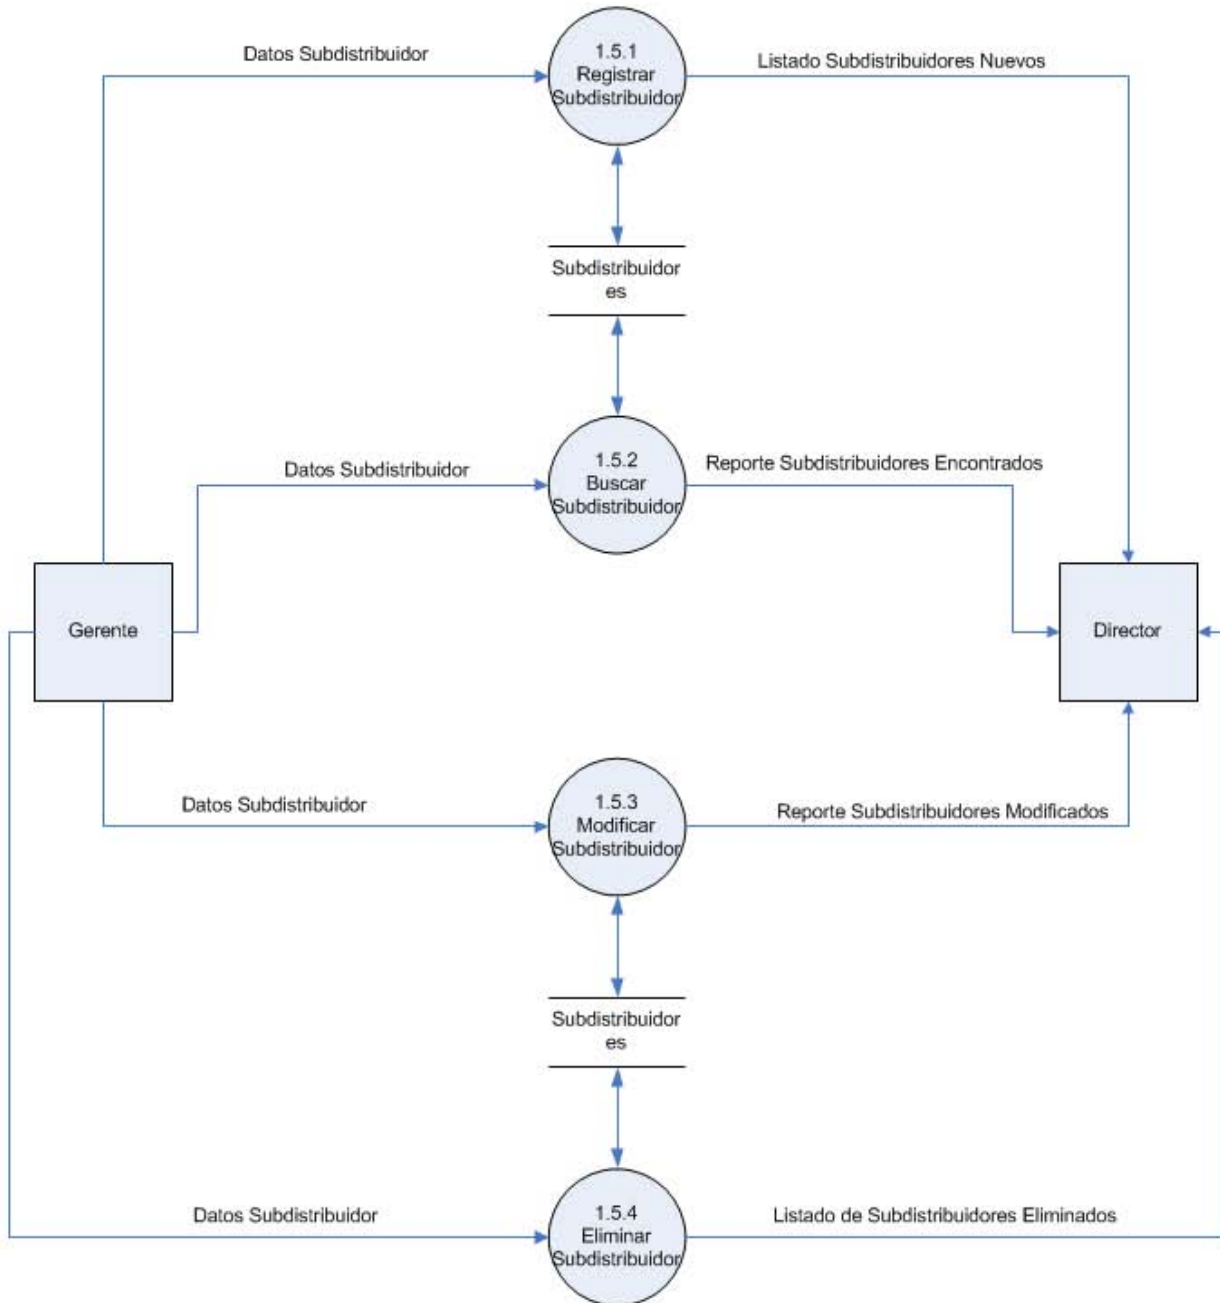 1.5.1
Registrar
Subdistribuidor
Datos Subdistribuidor
Listado Subdistribuidores Nuevos
Subdistribuidor
es
1.5.2
Buscar
Subdistribuidor
Datos Subdistribuidor
Reporte Subdistribuidores Encontrados
Gerente
Director
1.5.3
Modificar
Subdistribuidor
Datos Subdistribuidor
Reporte Subdistribuidores Modificados
Subdistribuidor
es
1.5.4
Eliminar
Subdistribuidor
Datos Subdistribuidor
Listado de Subdistribuidores Eliminados